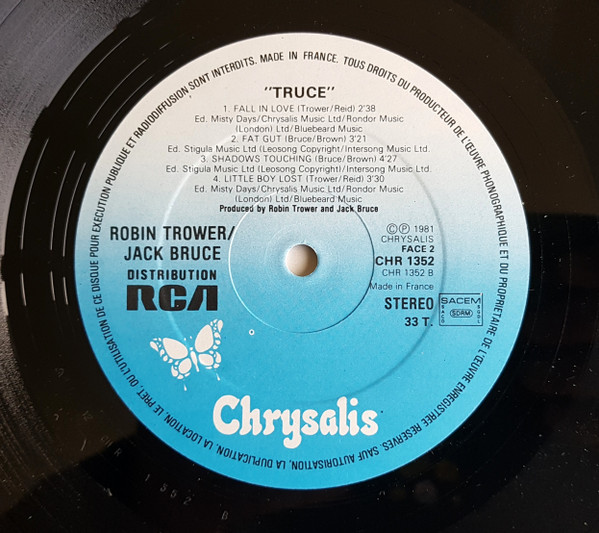 POUR EXECUTION PUBLIQUE ET RADIODIFFUSION SONT INTERDITS. MADE IN FRANCE. TOUS DROITS DU PRODUCTEUR DE L'ŒUVRE PHONOGRAPHIQUE ET DU PROPRIETAIRE DE L'ŒUVRE ENREGISTREE RESERVES. SAUF AUTORISATION, LA DUPLICATION, LA LOCATION, LE PRET, OU L'UTILISATION DE CE DISQUE
"TRUCE"
1. FALL IN LOVE (Trower/Reid) 2'38
Ed. Misty Days/Chrysalis Music Ltd/Rondor Music
(London) Ltd/Bluebeard Music
2. FAT GUT (Bruce/Brown) 3'21
Ed. Stigula Music Ltd (Leosong Copyright)/Intersong Music Ltd.
3. SHADOWS TOUCHING (Bruce/Brown) 4'27
Ed. Stigula Music Ltd (Leosong Copyright)/Intersong Music Ltd.
4. LITTLE BOY LOST (Trower/Reid) 3'30
Ed. Misty Days/Chrysalis Music Ltd/Rondor Music
(London) Ltd/Bluebeard Music
Produced by Robin Trower and Jack Bruce
ROBIN TROWER/
JACK BRUCE
DISTRIBUTION
RCA
© ℗ 1981
CHRYSALIS
FACE 2
CHR 1352
CHR 1352 B
Made in France
STEREO
33 T.
SACEM
SDRM
SACD
SGDL
Chrysalis
CHR 1352 B